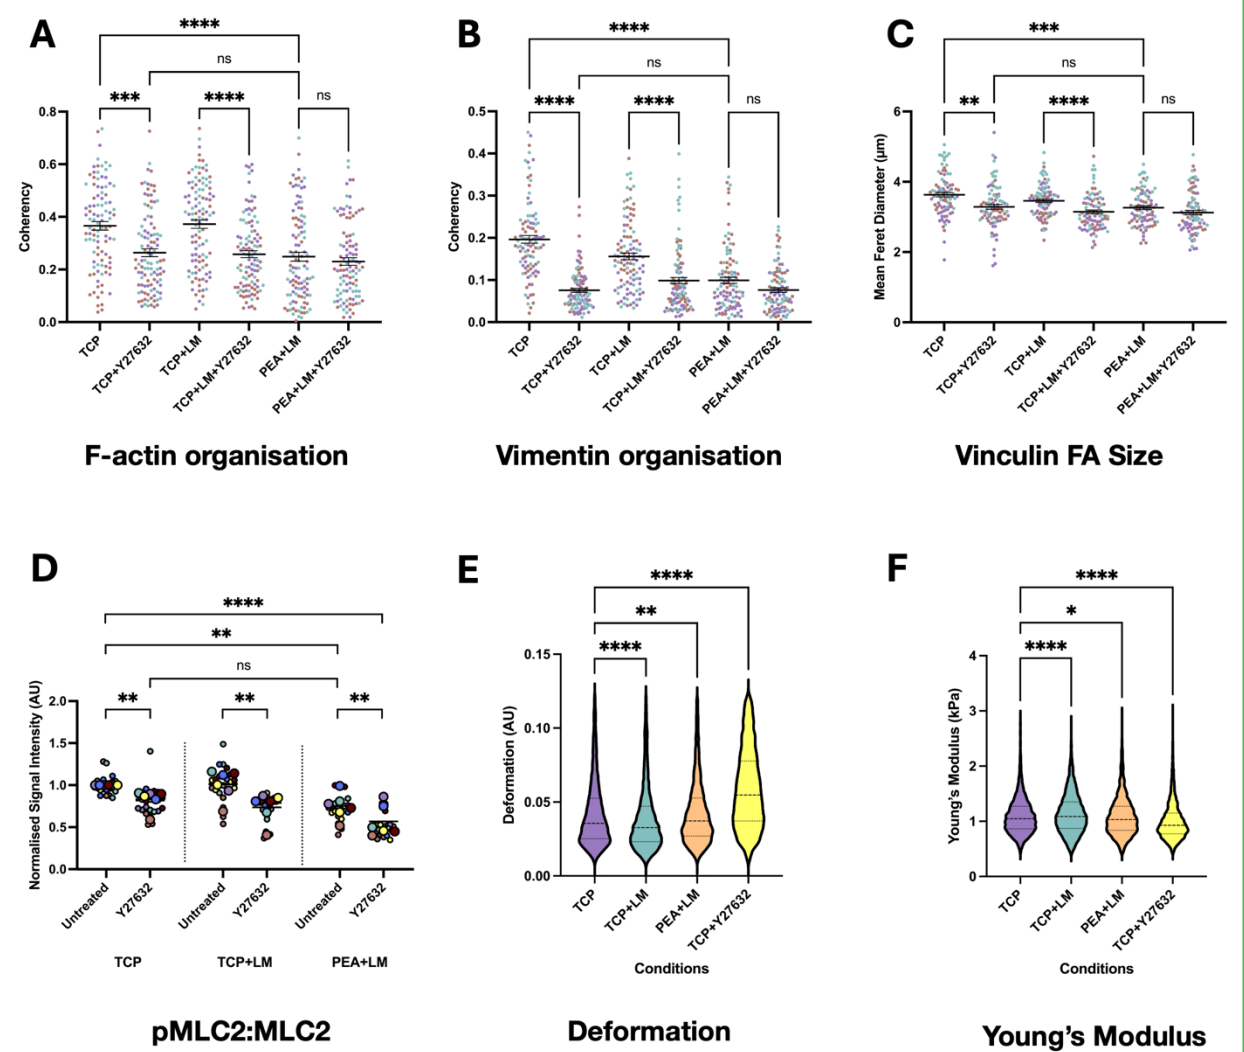 A
B
C
****
ns
***
****
ns
****
ns
****
****
ns
***
ns
**
****
ns
Coherency
0.8
0.6
0.4
0.2
0.0
TCP
TCP+Y27632
TCP+LM
TCP+LM+Y27632
PEA+LM
PEA+LM+Y27632
Coherency
0.5
0.4
0.3
0.2
0.1
0.0
TCP
TCP+Y27632
TCP+LM
TCP+LM+Y27632
PEA+LM
PEA+LM+Y27632
Mean Feret Diameter (µm)
6
4
2
0
TCP
TCP+Y27632
TCP+LM
TCP+LM+Y27632
PEA+LM
PEA+LM+Y27632
F-actin organisation
Vimentin organisation
Vinculin FA Size
D
****
**
ns
**
**
**
Normalised Signal Intensity (AU)
2.0
1.5
1.0
0.5
0.0
Untreated
Y27632
Untreated
Y27632
Untreated
Y27632
TCP
TCP+LM
PEA+LM
pMLC2:MLC2
E
****
**
****
Deformation (AU)
0.15
0.10
0.05
0.00
TCP
TCP+LM
PEA+LM
TCP+Y27632
Conditions
Deformation
F
****
*
****
Young's Modulus (kPa)
4
3
2
1
0
TCP
TCP+LM
PEA+LM
TCP+Y27632
Conditions
Young's Modulus